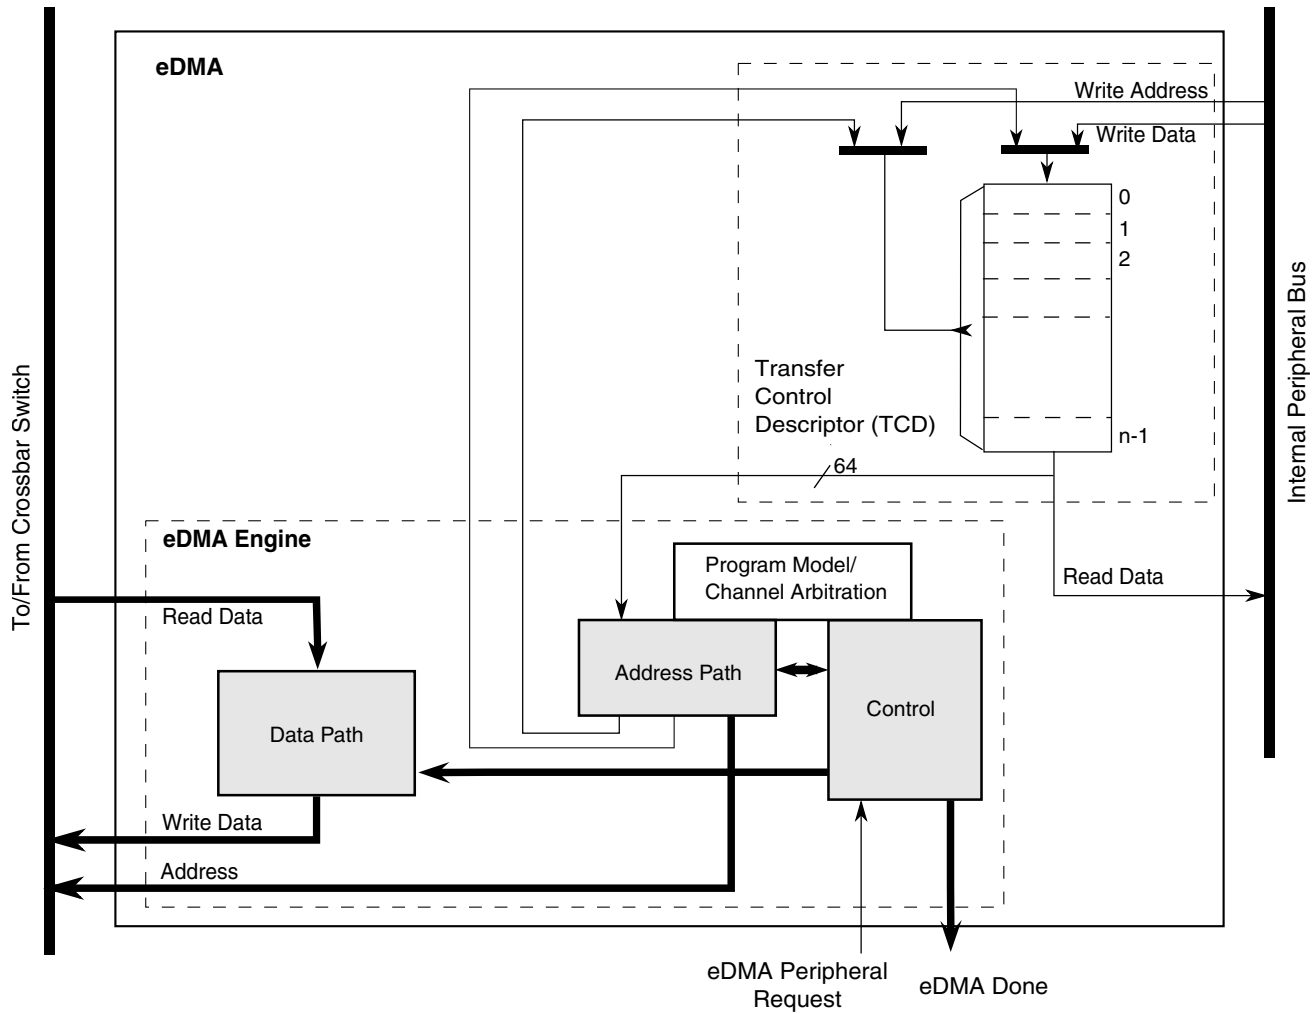 eDMA
Write Address
Write Data
0
1
2
n-1
Transfer
Control
Descriptor (TCD)
64
To/From Crossbar Switch
Internal Peripheral Bus
eDMA Engine
Program Model/
Channel Arbitration
Read Data
Read Data
Address Path
Control
Data Path
Write Data
Address
eDMA Peripheral
Request
eDMA Done